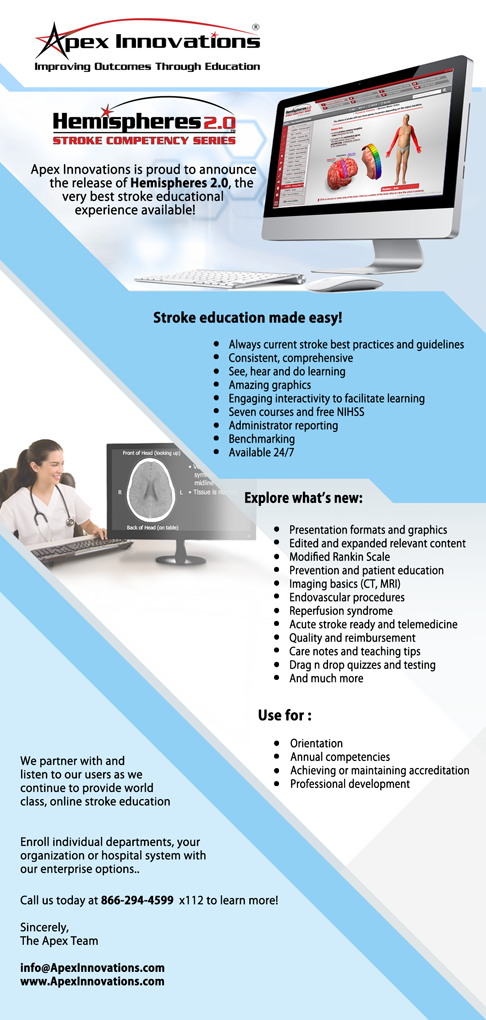 Apex Innovations®
Improving Outcomes Through Education
Hemispheres 2.0
STROKE COMPETENCY SERIES
Apex Innovations is proud to announce
the release of Hemispheres 2.0, the
very best stroke educational
experience available!
Stroke education made easy!
• Always current stroke best practices and guidelines
• Consistent, comprehensive
• See, hear and do learning
• Amazing graphics
• Engaging interactivity to facilitate learning
• Seven courses and free NIHSS
• Administrator reporting
• Benchmarking
• Available 24/7
Front of Head (looking up)
R
L
midline
• Tissue is
Back of Head (on table)
Explore what's new:
• Presentation formats and graphics
• Edited and expanded relevant content
• Modified Rankin Scale
• Prevention and patient education
• Imaging basics (CT, MRI)
• Endovascular procedures
• Reperfusion syndrome
• Acute stroke ready and telemedicine
• Quality and reimbursement
• Care notes and teaching tips
• Drag n drop quizzes and testing
• And much more
Use for :
• Orientation
• Annual competencies
• Achieving or maintaining accreditation
• Professional development
We partner with and
listen to our users as we
continue to provide world
class, online stroke education
Enroll individual departments, your
organization or hospital system with
our enterprise options..
Call us today at 866-294-4599 x112 to learn more!
Sincerely,
The Apex Team
info@ApexInnovations.com
www.ApexInnovations.com